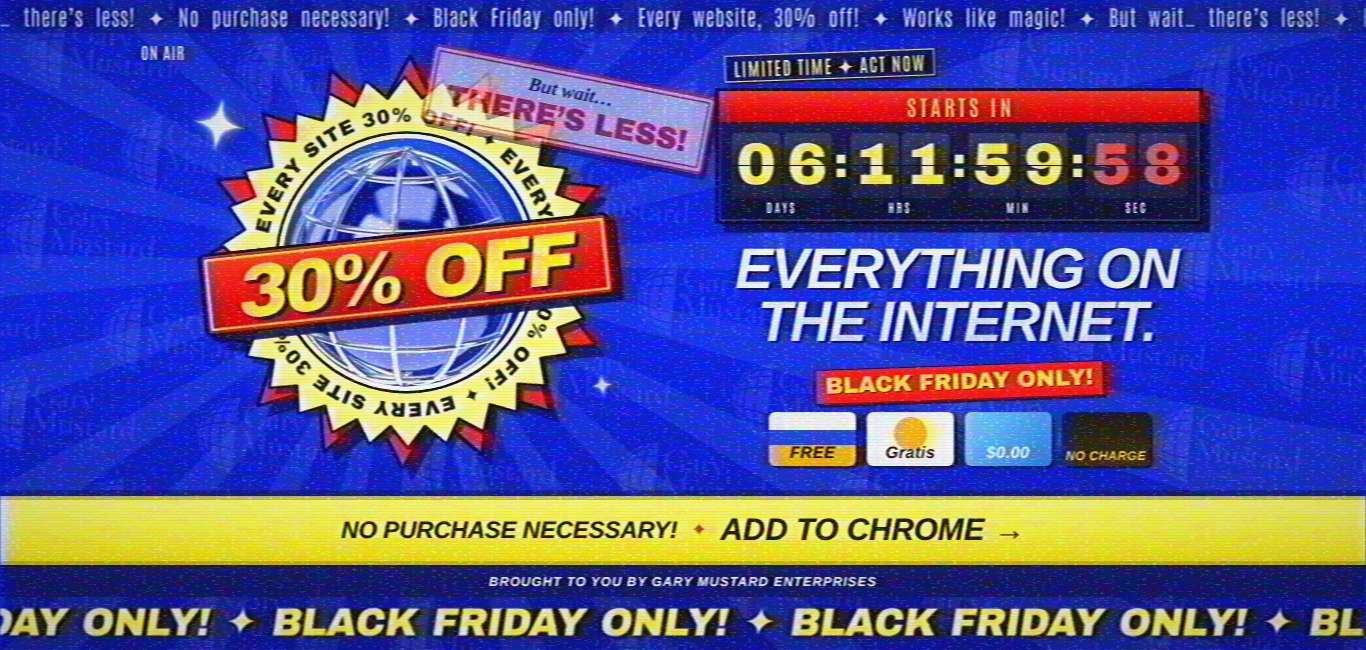 there's less! ✦ No purchase necessary! ✦ Black Friday only! ✦ Every website, 30% off! ✦ Works like magic! ✦ But wait… there's less! ✦
ON AIR
But wait…
THERE'S LESS!
EVERY SITE 30% OFF! ✦ EVERY SITE 30% OFF! ✦
30% OFF
LIMITED TIME ✦ ACT NOW
STARTS IN
06:11:59:58
DAYS HRS MIN SEC
EVERYTHING ON
THE INTERNET.
BLACK FRIDAY ONLY!
FREE Gratis $0.00 NO CHARGE
NO PURCHASE NECESSARY! ✦ ADD TO CHROME →
BROUGHT TO YOU BY GARY MUSTARD ENTERPRISES
DAY ONLY! ✦ BLACK FRIDAY ONLY! ✦ BLACK FRIDAY ONLY! ✦ BL
Gary
Mustard